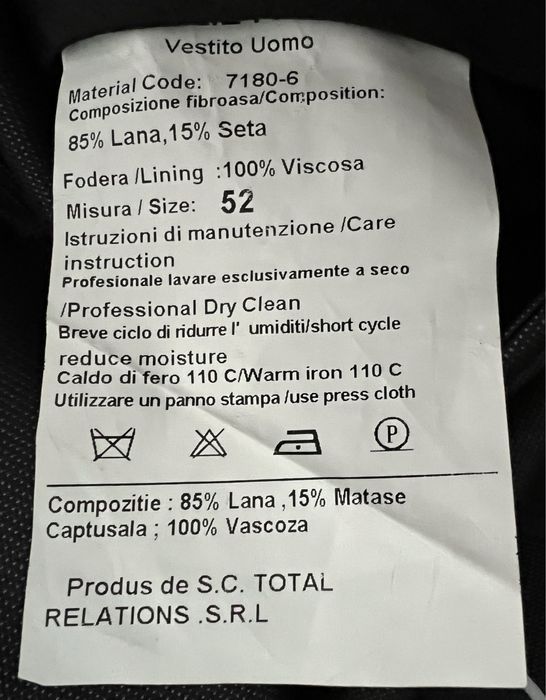 Vestito Uomo
Material Code: 7180-6
Composizione fibroasa/Composition:
85% Lana,15% Seta
Fodera /Lining :100% Viscosa
Misura / Size: 52
Istruzioni di manutenzione /Care
instruction
Profesionale lavare esclusivamente a seco
/Professional Dry Clean
Breve ciclo di ridurre l' umiditi/short cycle
reduce moisture
Caldo di fero 110 C/Warm iron 110 C
Utilizzare un panno stampa /use press cloth
P
Compozitie : 85% Lana ,15% Matase
Captusala ; 100% Vascoza
Produs de S.C. TOTAL
RELATIONS .S.R.L